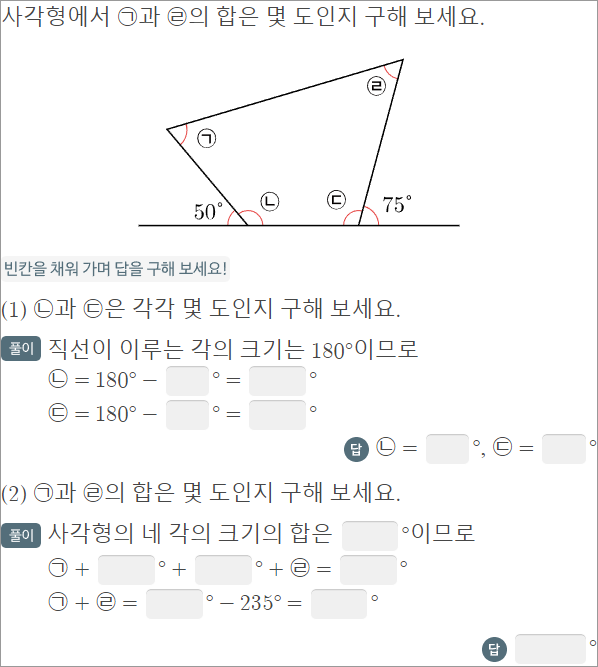 사각형에서 ㉠과 ㉣의 합은 몇 도인지 구해 보세요.
㉣
㉠
50°
㉡
㉢
75°
빈칸을 채워 가며 답을 구해 보세요!
(1) ㉡과 ㉢은 각각 몇 도인지 구해 보세요.
풀이 직선이 이루는 각의 크기는 180°이므로
㉡ = 180° − ° = °
㉢ = 180° − ° = °
답 ㉡ = °, ㉢ = °
(2) ㉠과 ㉣의 합은 몇 도인지 구해 보세요.
풀이 사각형의 네 각의 크기의 합은 °이므로
㉠ + ° + ° + ㉣ = °
㉠ + ㉣ = ° − 235° = °
답 °